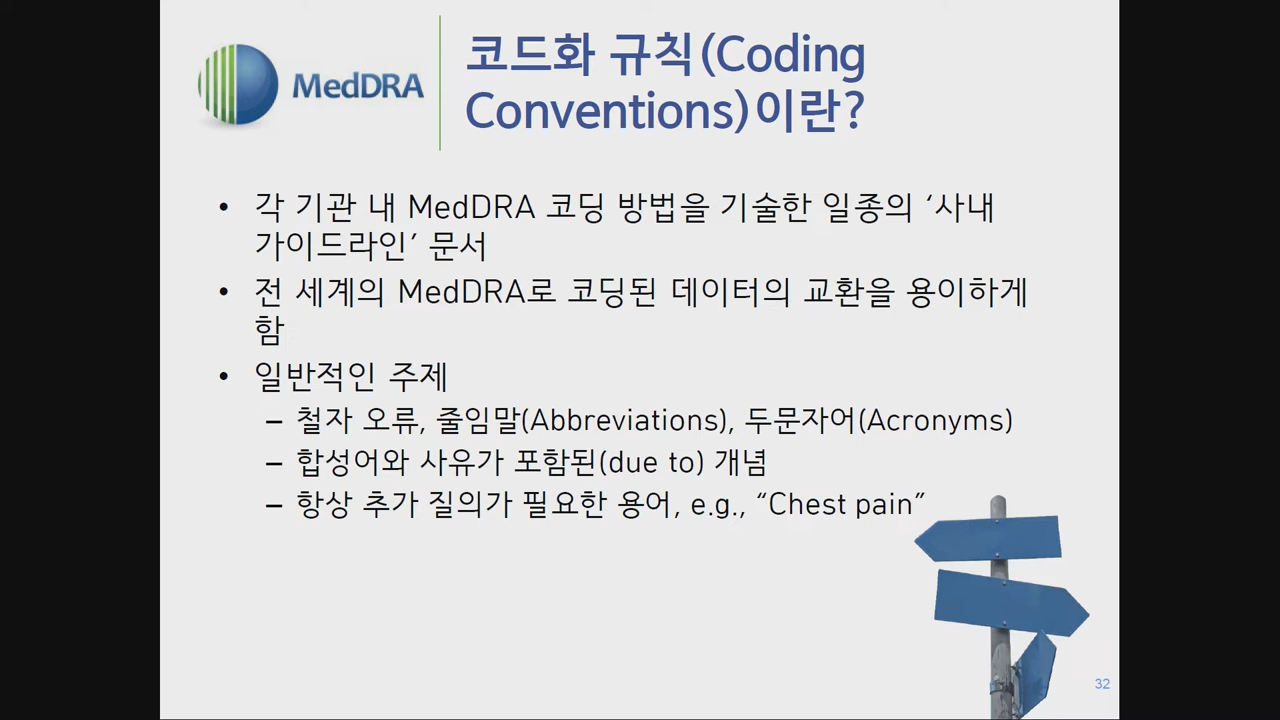 MedDRA
코드화 규칙(Coding
Conventions)이란?
• 각 기관 내 MedDRA 코딩 방법을 기술한 일종의 ‘사내
가이드라인’ 문서
• 전 세계의 MedDRA로 코딩된 데이터의 교환을 용이하게
함
• 일반적인 주제
– 철자 오류, 줄임말(Abbreviations), 두문자어(Acronyms)
– 합성어와 사유가 포함된(due to) 개념
– 항상 추가 질의가 필요한 용어, e.g., “Chest pain”
32